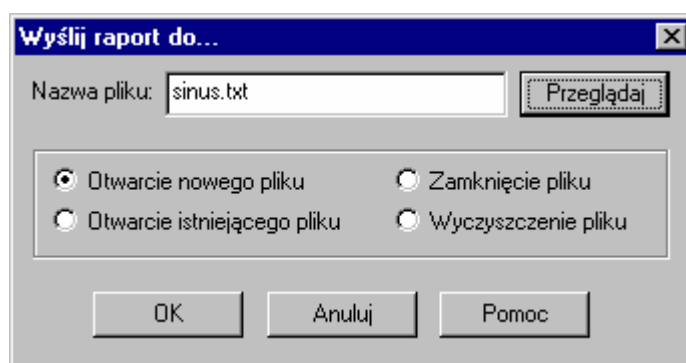 Wyślij raport do...
Nazwa pliku: sinus.txt Przeglądaj
Otwarcie nowego pliku Zamknięcie pliku
Otwarcie istniejącego pliku Wyczyszczenie pliku
OK Anuluj Pomoc